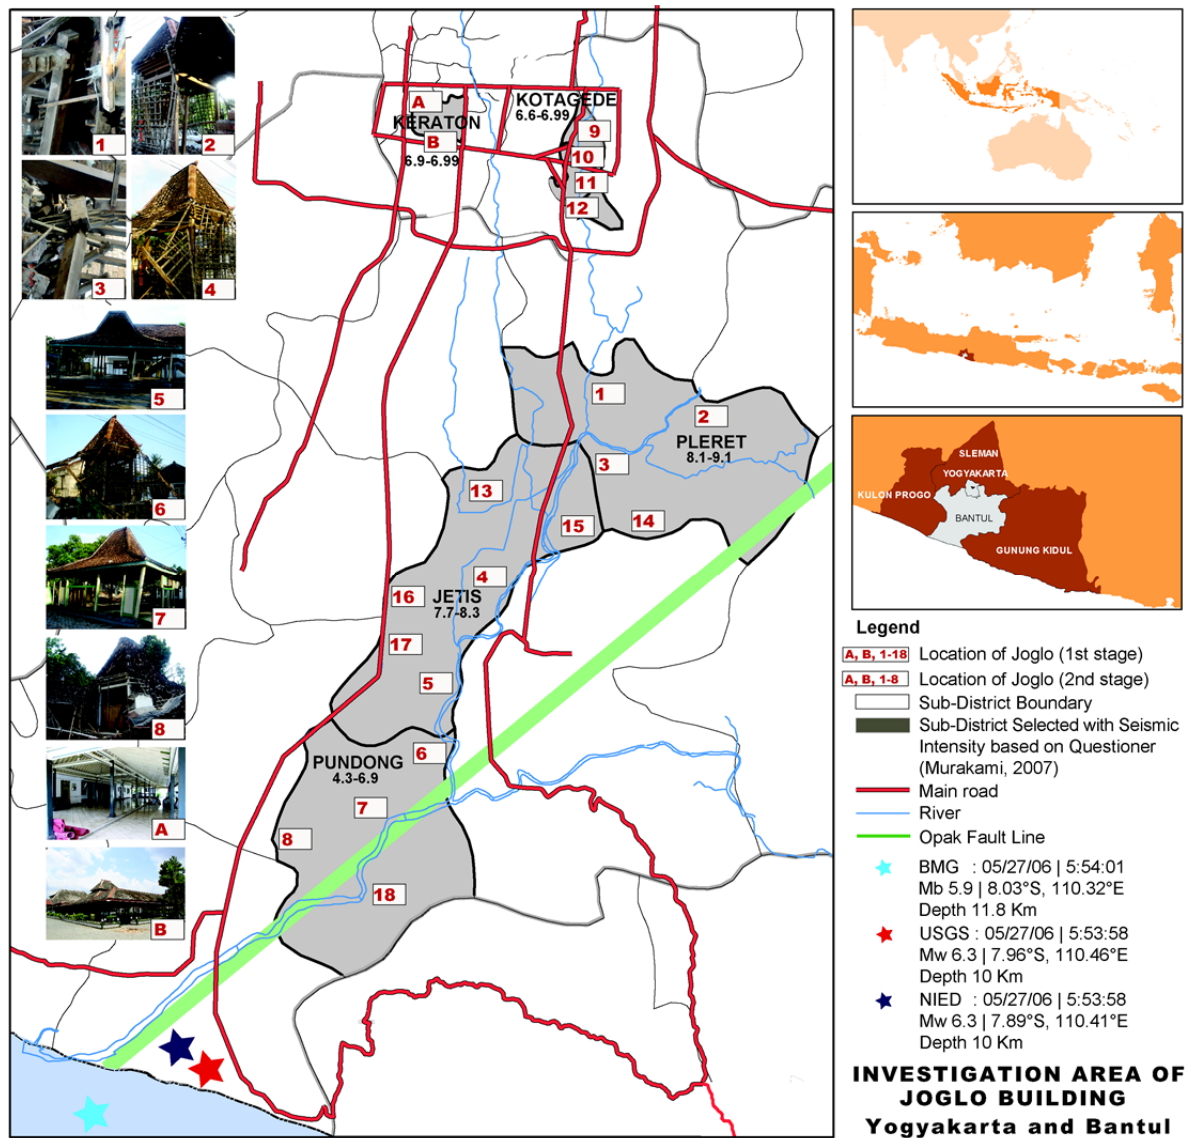 1
2
3
4
5
6
7
8
A
B
A
KERATON
B
6.9-6.99
KOTAGEDE
6.6-6.99
9
10
11
12
1
2
PLERET
8.1-9.1
3
13
15
14
4
16
JETIS
7.7-8.3
17
5
6
PUNDONG
4.3-6.9
7
8
18
SLEMAN
YOGYAKARTA
KULON PROGO
BANTUL
GUNUNG KIDUL
Legend
A, B, 1-18 Location of Joglo (1st stage)
A, B, 1-8 Location of Joglo (2nd stage)
Sub-District Boundary
Sub-District Selected with Seismic
Intensity based on Questioner
(Murakami, 2007)
Main road
River
Opak Fault Line
BMG : 05/27/06 | 5:54:01
Mb 5.9 | 8.03°S, 110.32°E
Depth 11.8 Km
USGS : 05/27/06 | 5:53:58
Mw 6.3 | 7.96°S, 110.46°E
Depth 10 Km
NIED : 05/27/06 | 5:53:58
Mw 6.3 | 7.89°S, 110.41°E
Depth 10 Km
INVESTIGATION AREA OF
JOGLO BUILDING
Yogyakarta and Bantul